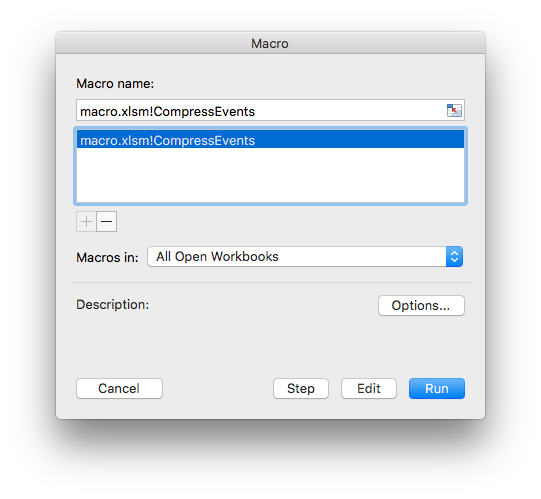 Macro
Macro name:
macro.xlsm!CompressEvents
macro.xlsm!CompressEvents
Macros in: All Open Workbooks
Description:
Options...
Cancel Step Edit Run